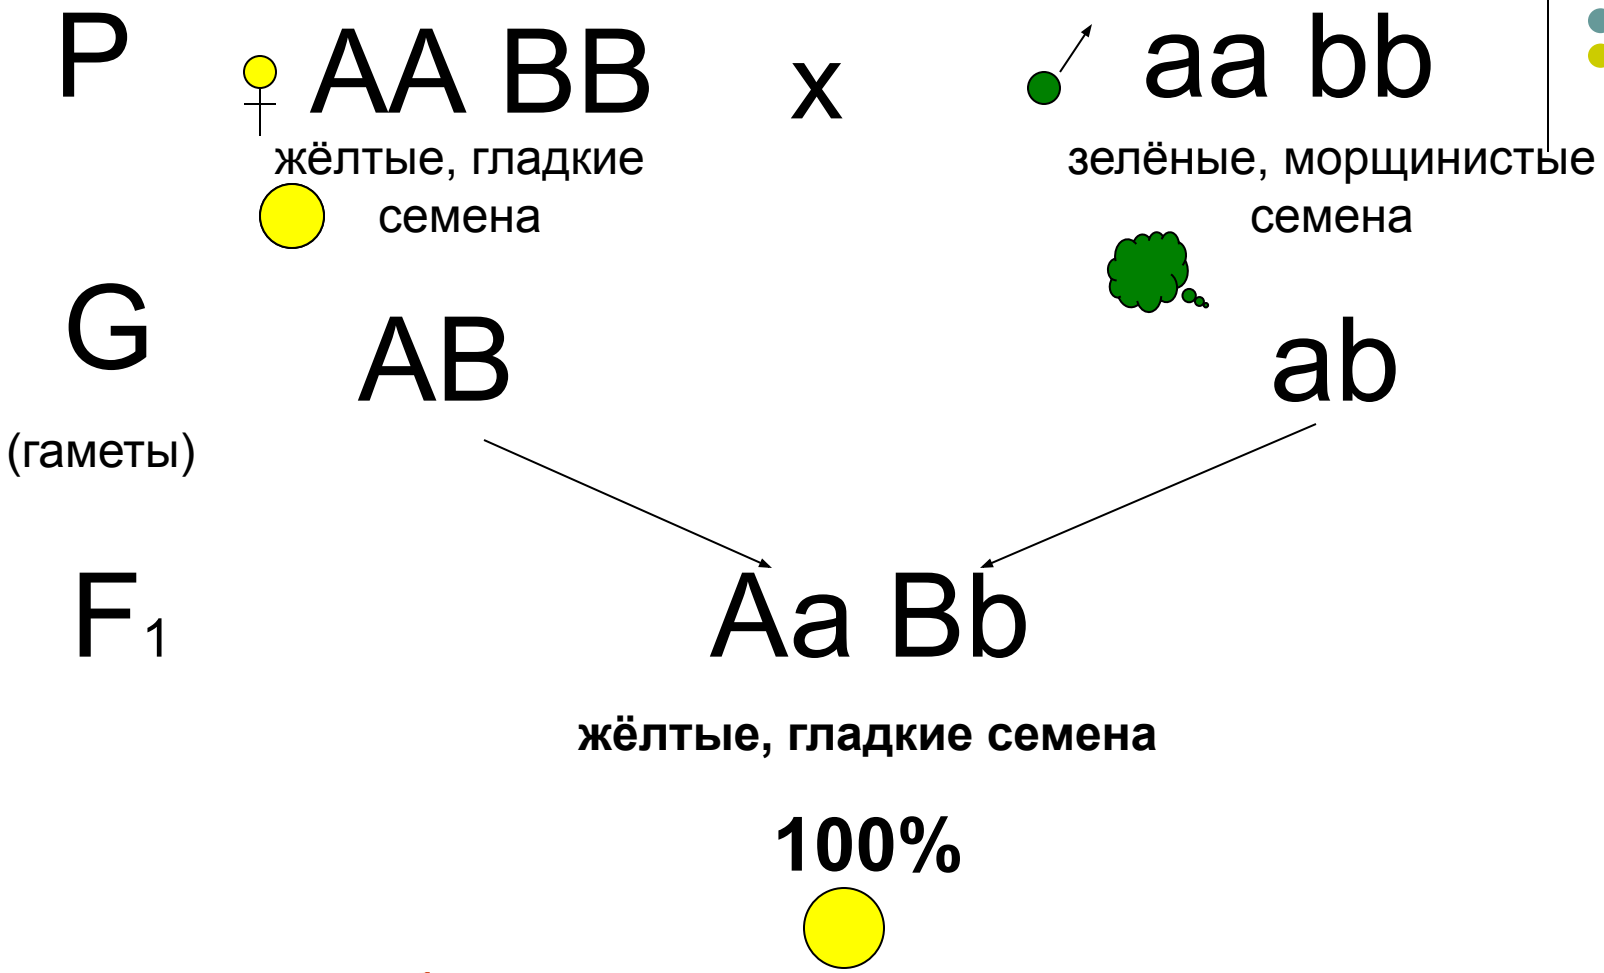 P AA BB x aa bb
жёлтые, гладкие семена
зелёные, морщинистые семена
G AB ab
(гаметы)
F₁ Aa Bb
жёлтые, гладкие семена
100%